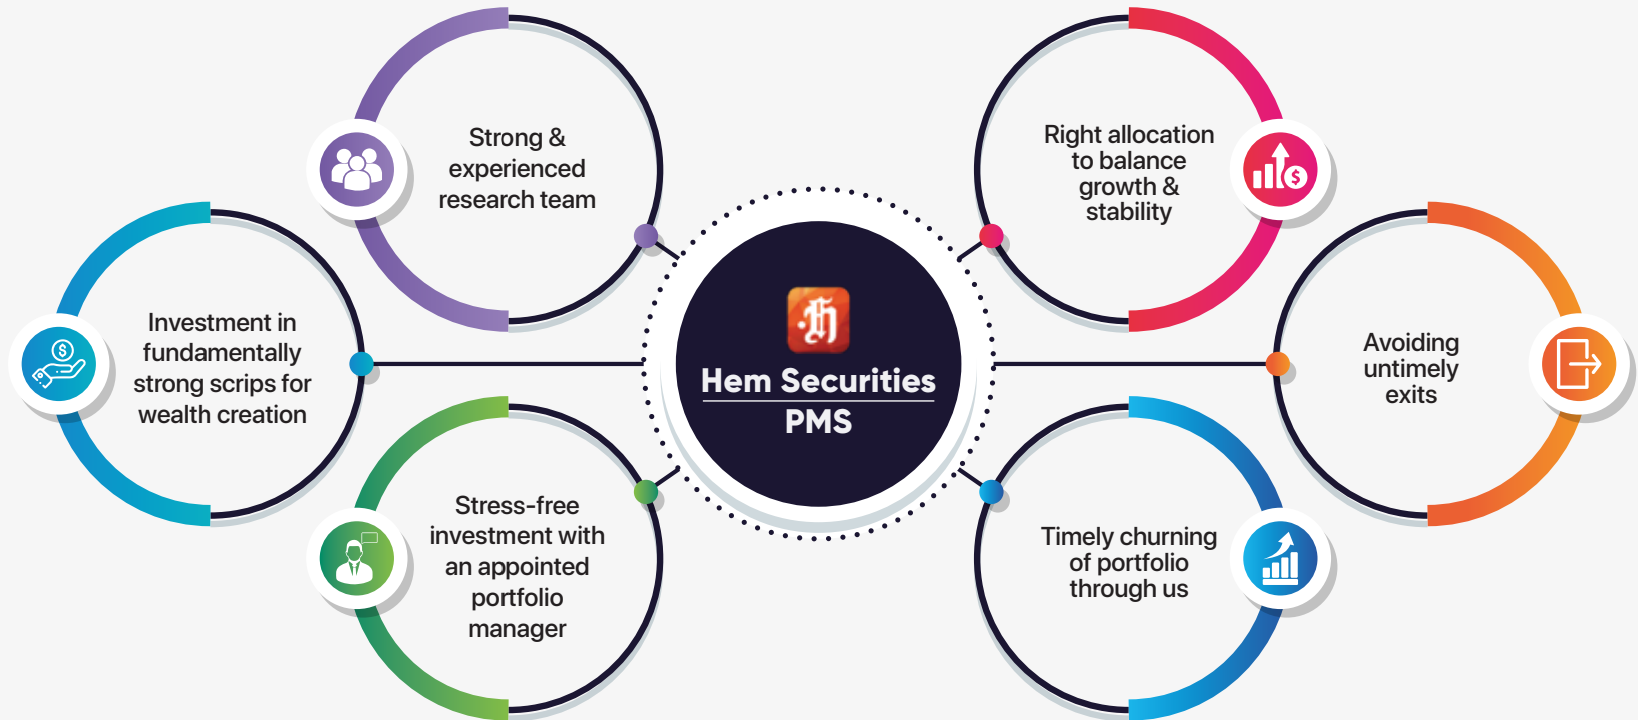 Strong &
experienced
research team
Right allocation
to balance
growth &
stability
Investment in
fundamentally
strong scrips for
wealth creation
Hem Securities
PMS
Avoiding
untimely
exits
Stress-free
investment with
an appointed
portfolio
manager
Timely churning
of portfolio
through us